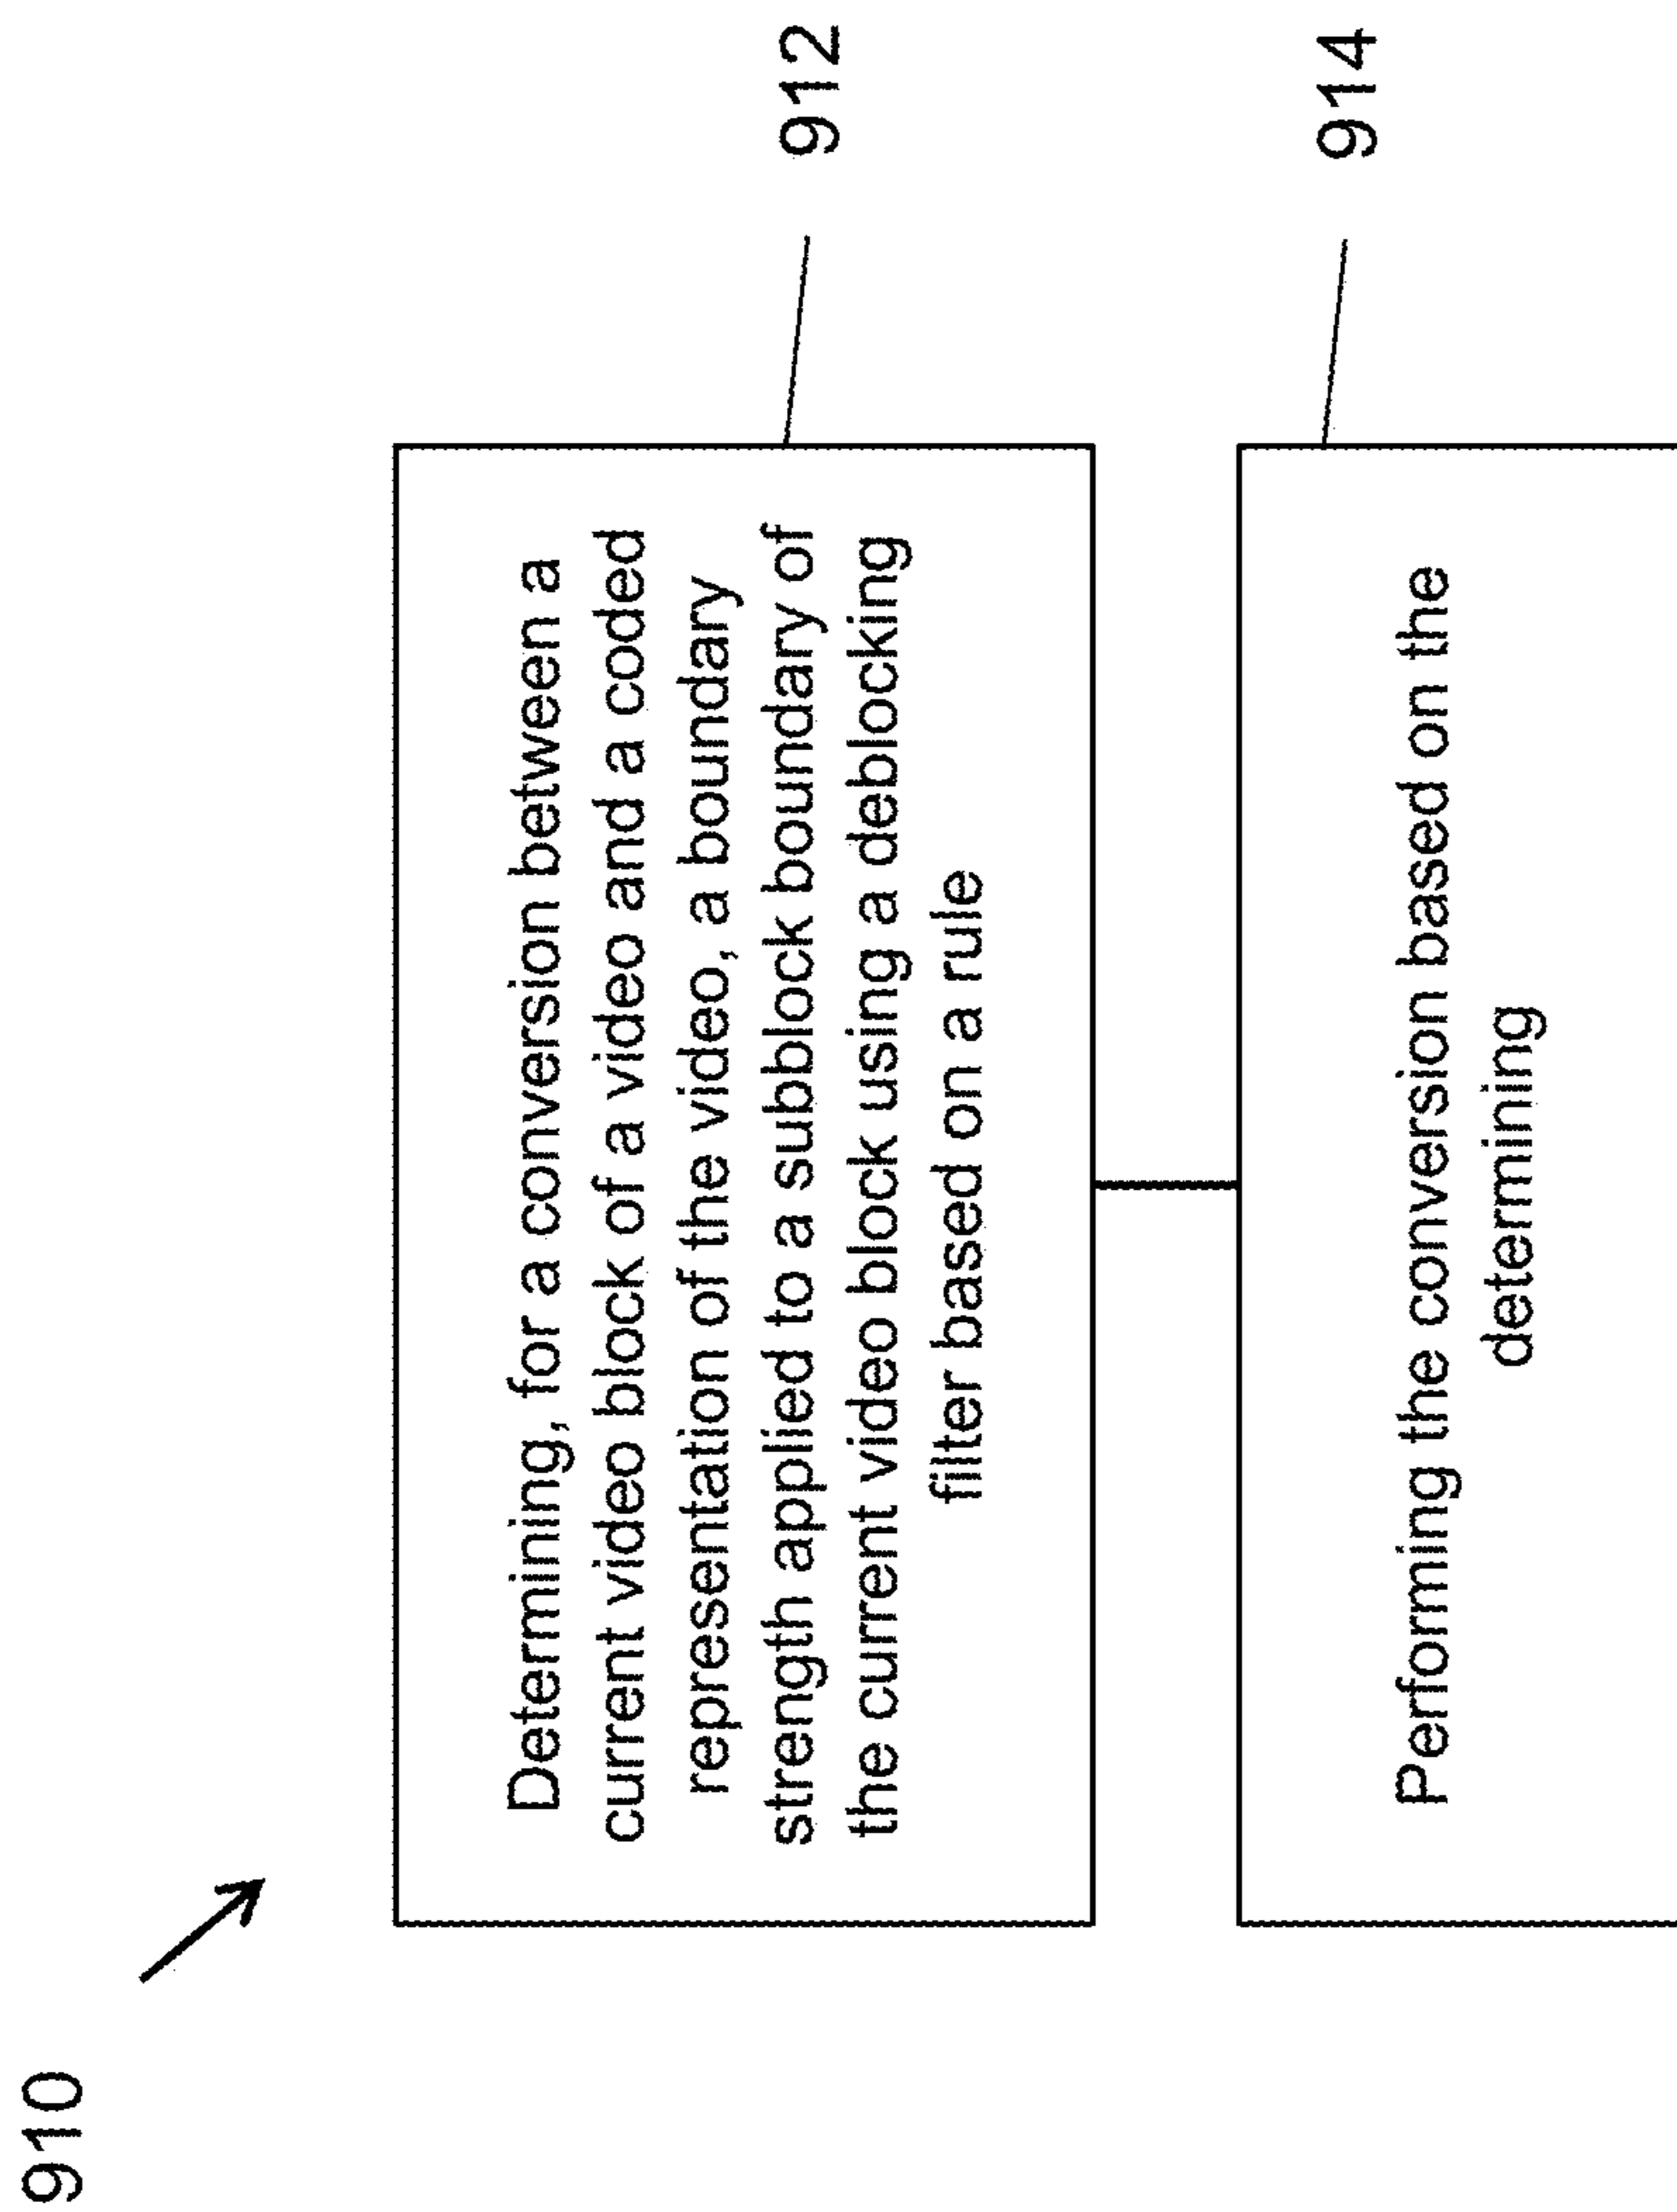 910
Determining, for a conversion between a
current video block of a video and a coded
representation of the video, a boundary
strength applied to a subblock boundary of
the current video block using a deblocking
filter based on a rule
912
Performing the conversion based on the
determining
914